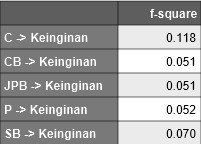 f-square
C -> Keinginan 0.118
CB -> Keinginan 0.051
JPB -> Keinginan 0.051
P -> Keinginan 0.052
SB -> Keinginan 0.070